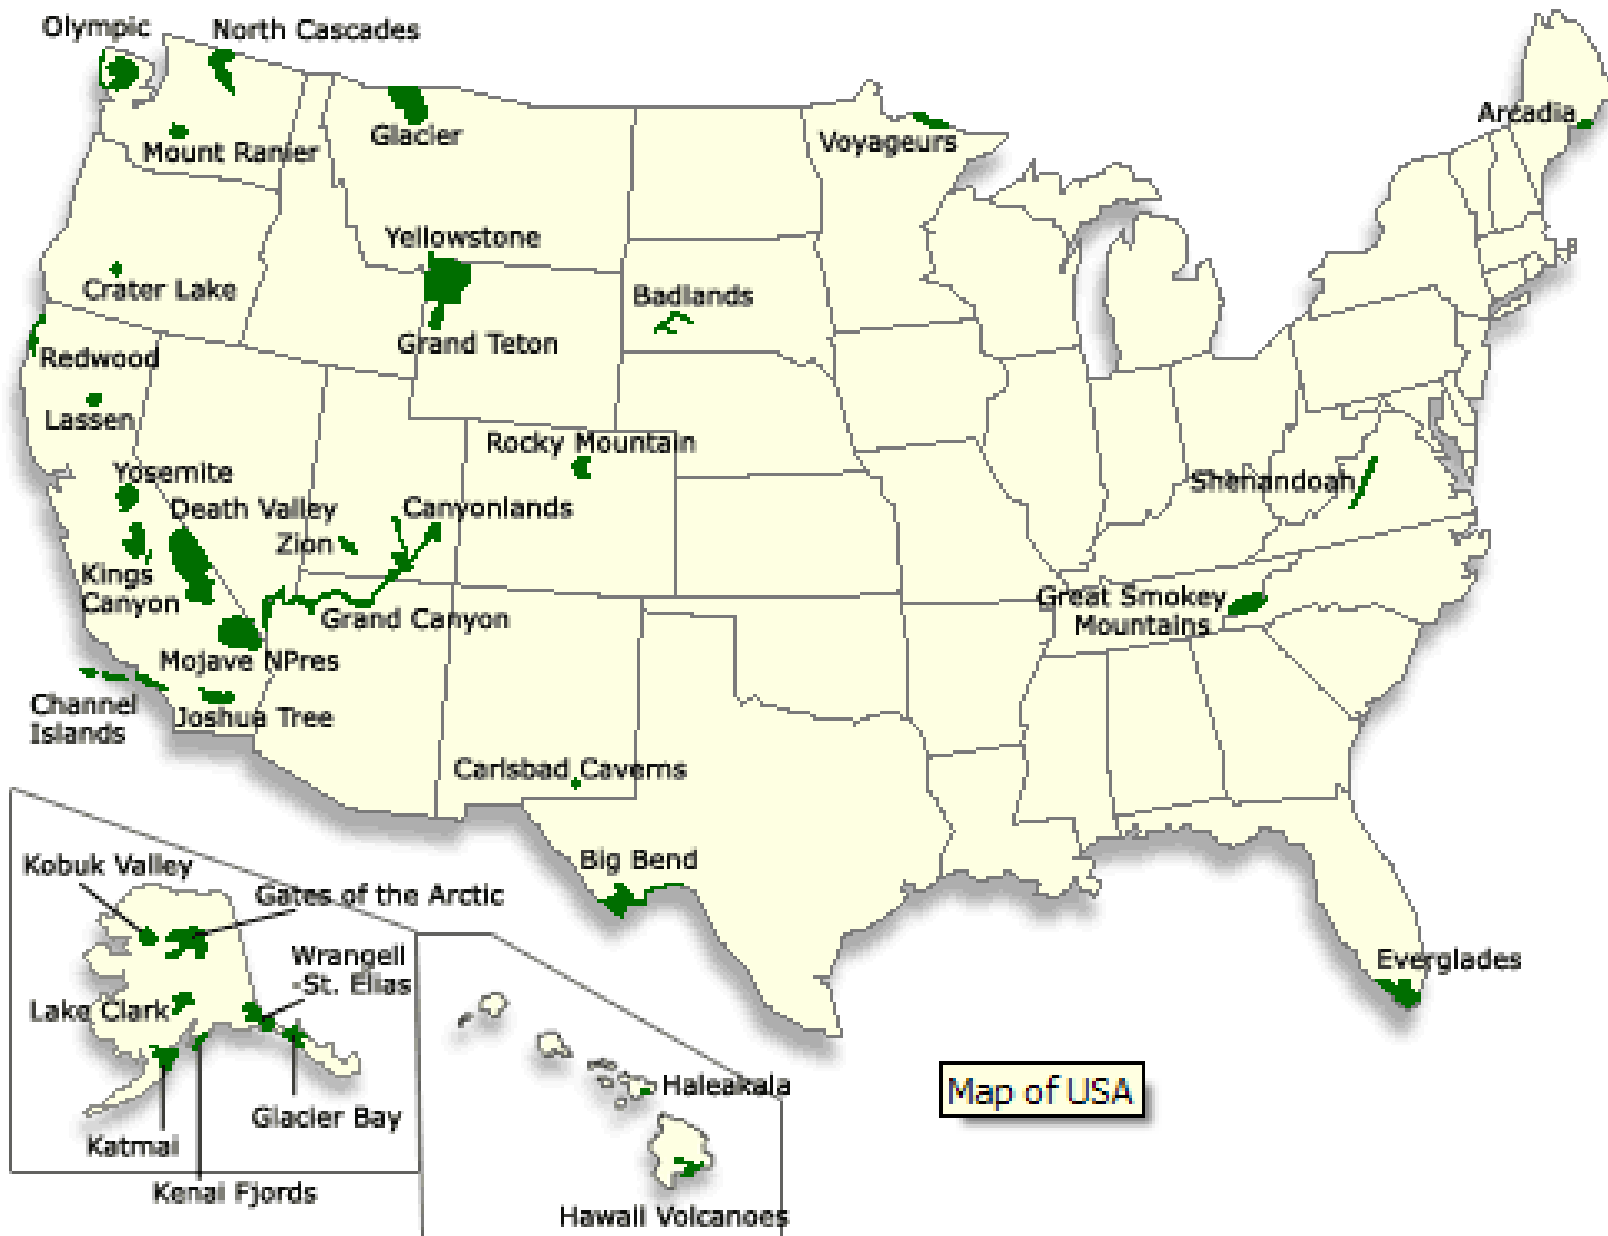 Olympic
North Cascades
Arcadia
Glacier
Voyageurs
Mount Ranier
Yellowstone
Crater Lake
Badlands
Grand Teton
Redwood
Lassen
Rocky Mountain
Yosemite
Shenandoah
Death Valley
Canyonlands
Zion
Kings
Canyon
Great Smokey
Mountains
Grand Canyon
Mojave NPres
Channel
Islands
Joshua Tree
Carlsbad Caverns
Big Bend
Kobuk Valley
Gates of the Arctic
Wrangell
-St. Elias
Everglades
Lake Clark
Haleakala
Map of USA
Glacier Bay
Katmai
Kenai Fjords
Hawaii Volcanoes